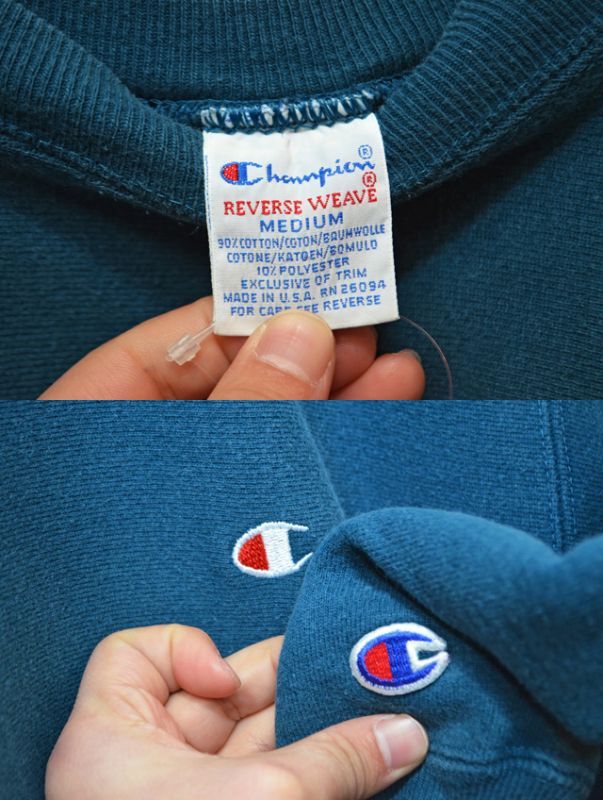 Champion®
REVERSE WEAVE®
MEDIUM
90% COTTON/COTON/BAUMWOLLE
COTONE/KATOEN/BOMULD
10% POLYESTER
EXCLUSIVE OF TRIM
MADE IN U.S.A. RN 26094
FOR CARE SEE REVERSE